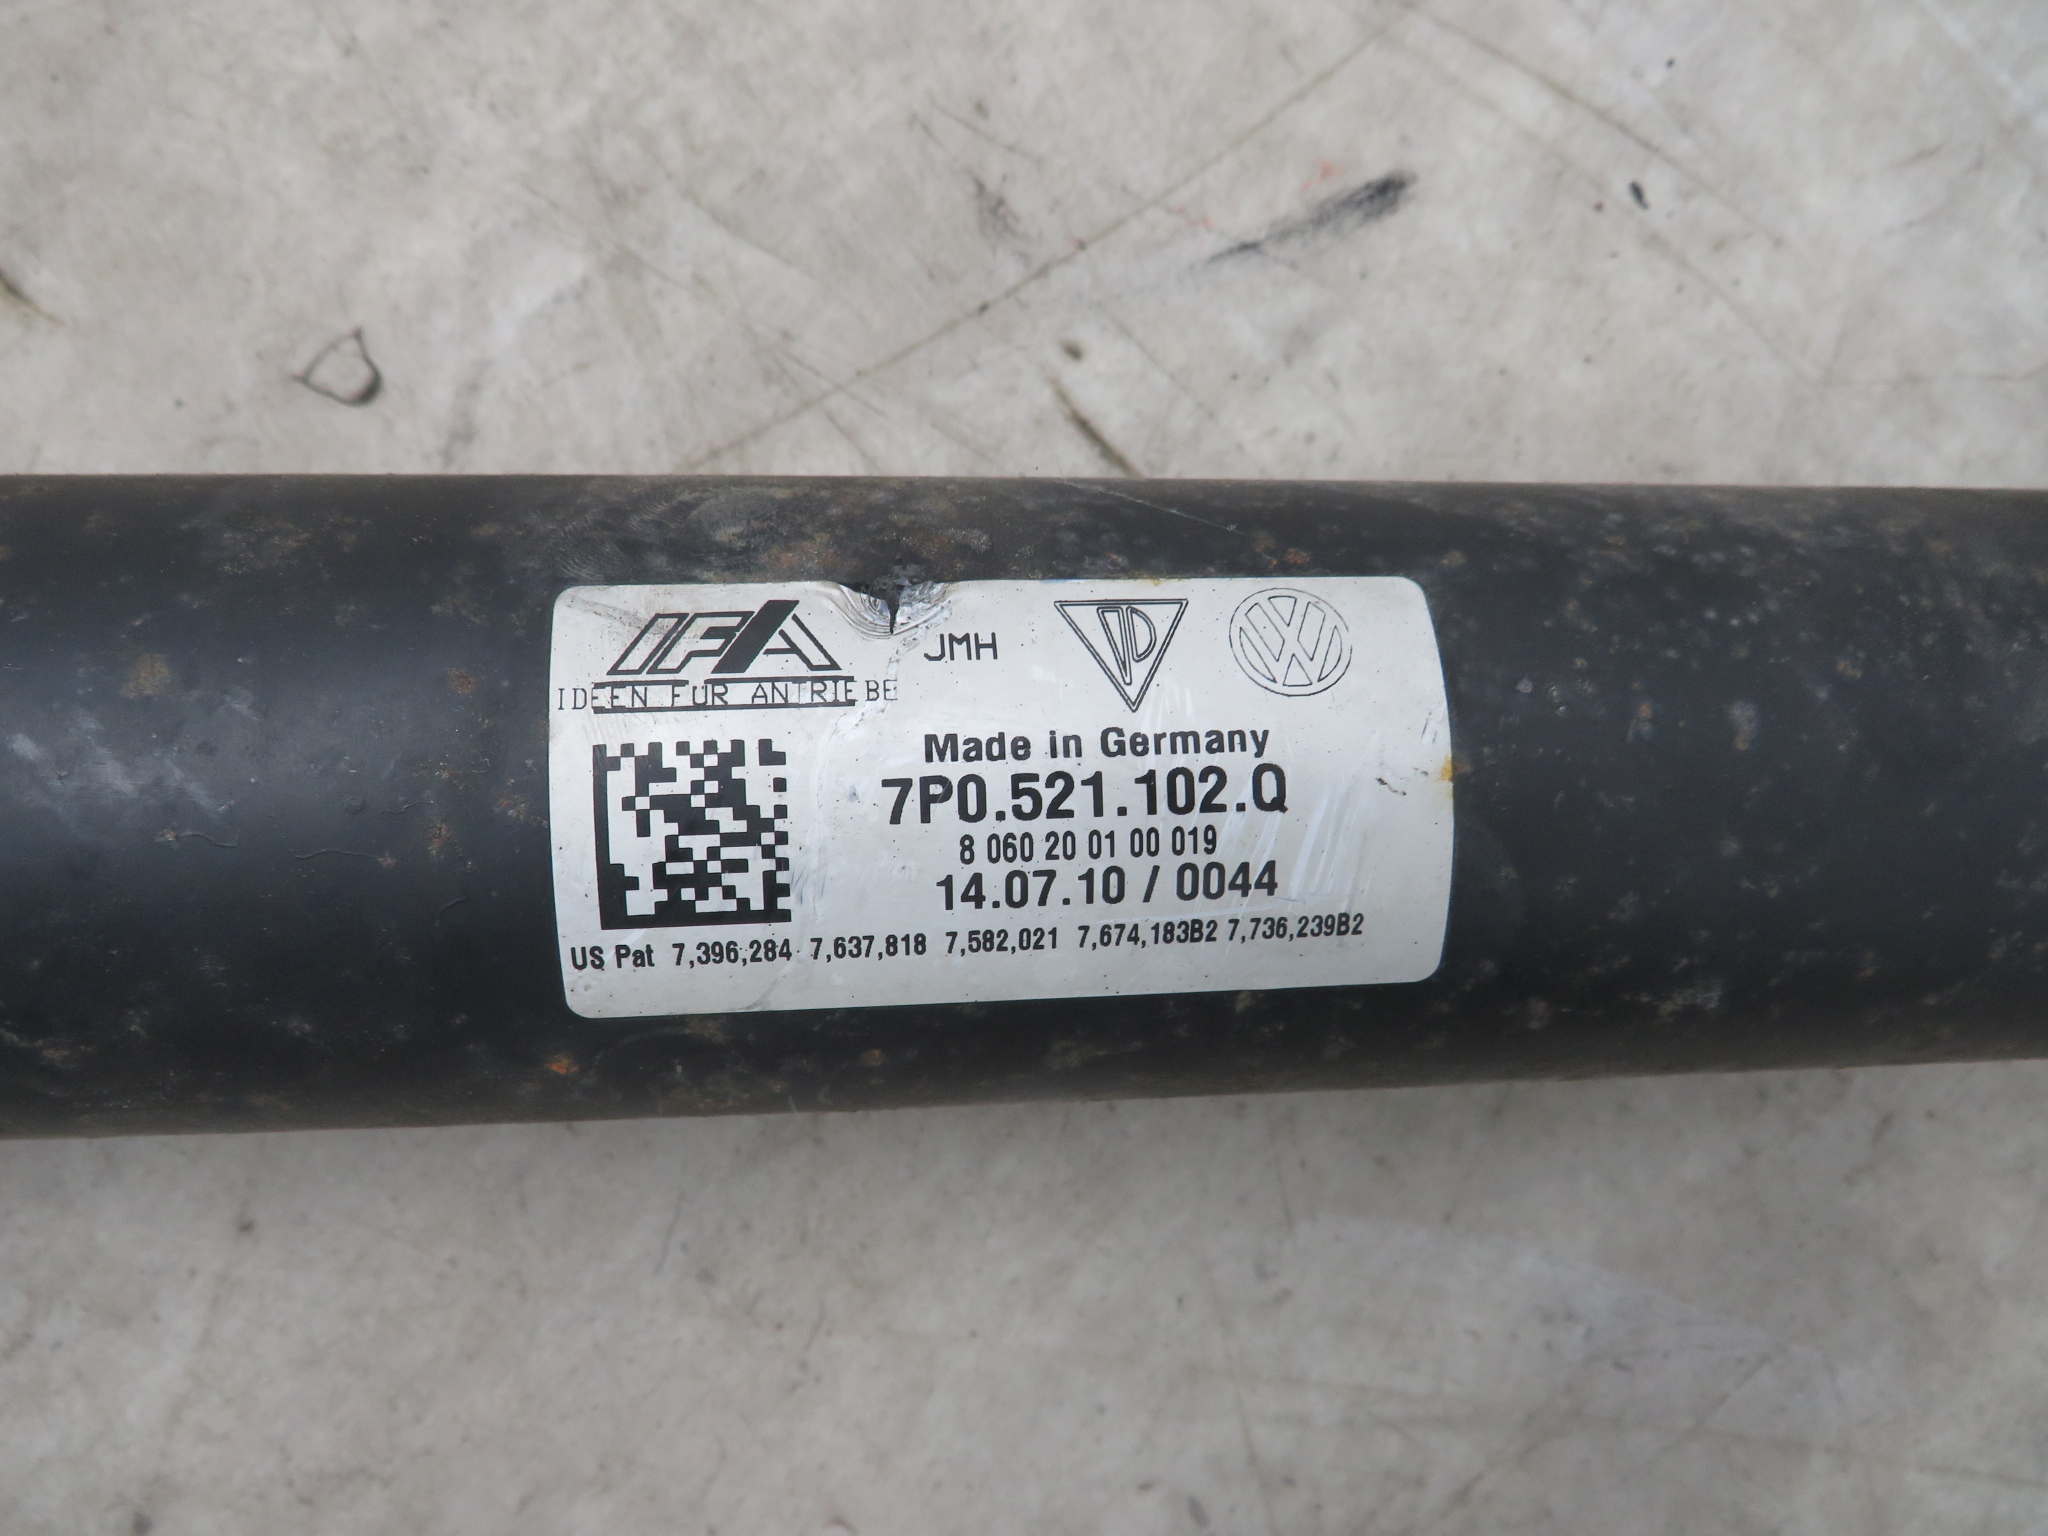 IFA JMH
IDEEN FÜR ANTRIEBE
Made in Germany
7P0.521.102.Q
8 060 20 01 00 019
14.07.10 / 0044
US Pat 7,396,284 7,637,818 7,582,021 7,674,183B2 7,736,239B2